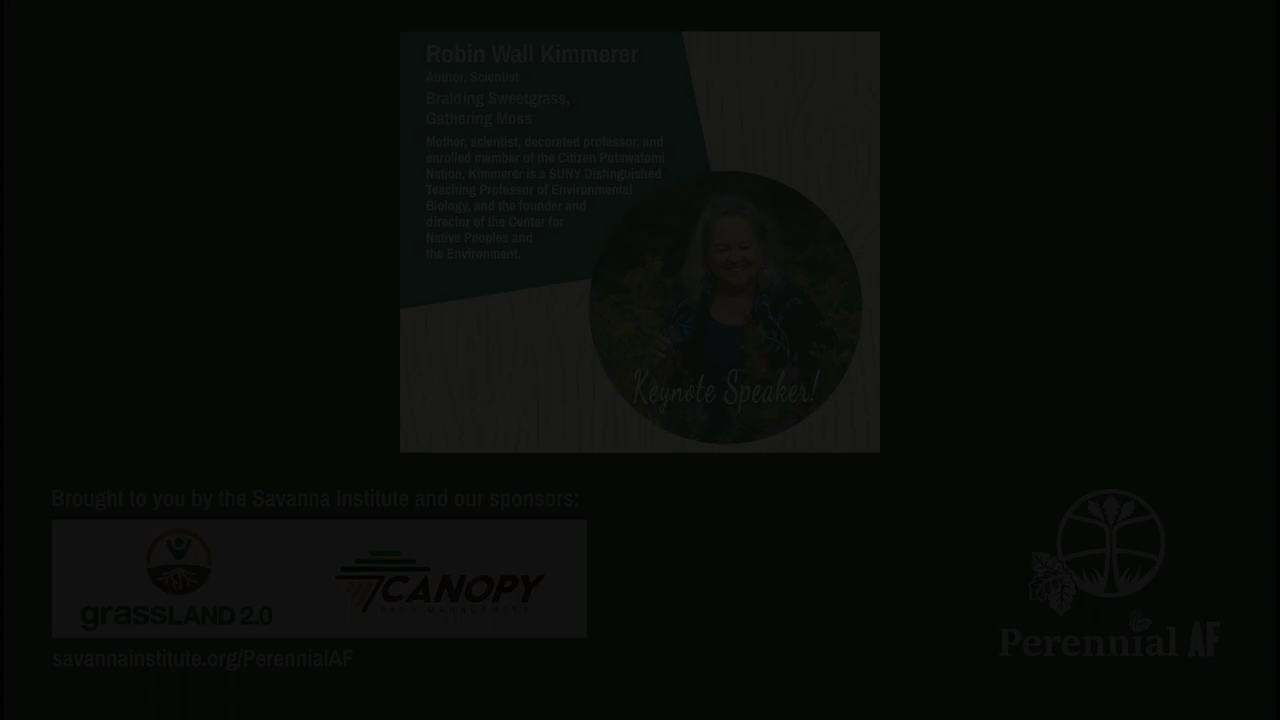 Robin Wall Kimmerer
Author, Scientist
Braiding Sweetgrass,
Gathering Moss
Mother, scientist, decorated professor, and
enrolled member of the Citizen Potawatomi
Nation, Kimmerer is a SUNY Distinguished
Teaching Professor of Environmental
Biology, and the founder and
director of the Center for
Native Peoples and
the Environment.
Keynote Speaker!
Brought to you by the Savanna Institute and our sponsors:
grassLAND 2.0
CANOPY
FARM MANAGEMENT
savannainstitute.org/PerennialAF
Perennial AF